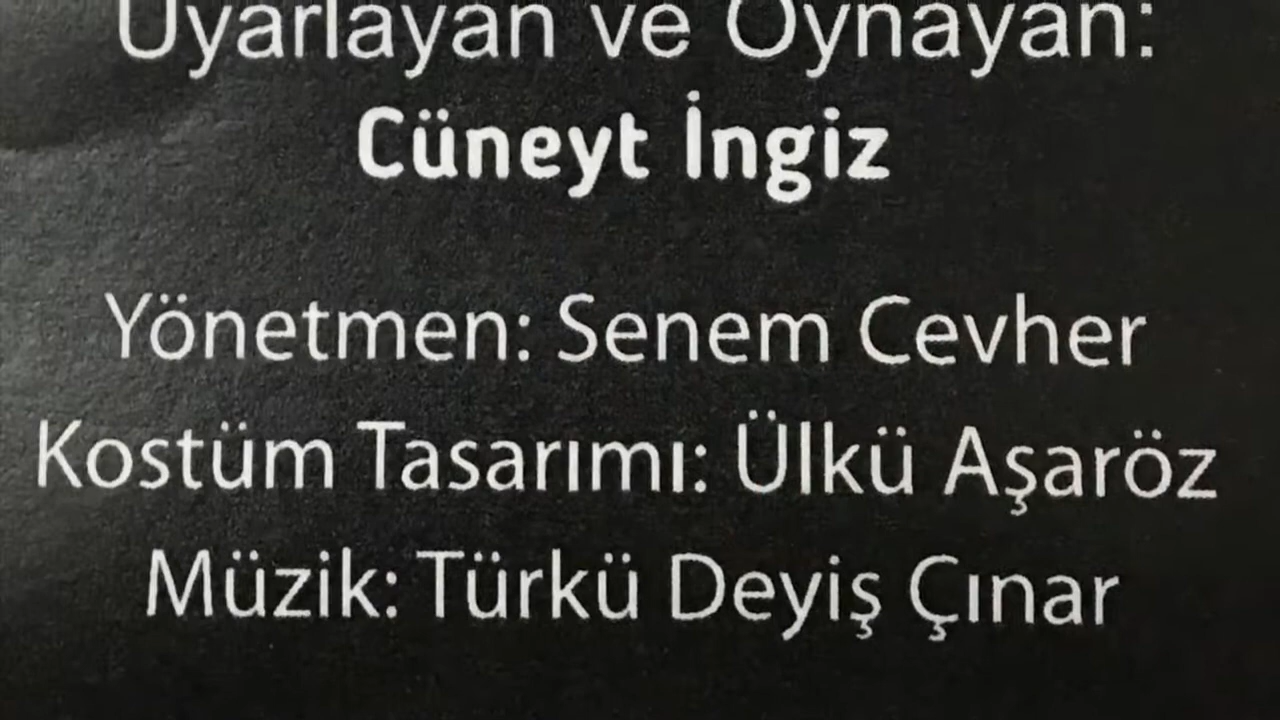 Uyarlayan ve Oynayan:
Cüneyt İngiz
Yönetmen: Senem Cevher
Kostüm Tasarımı: Ülkü Aşaröz
Müzik: Türkü Deyiş Çınar